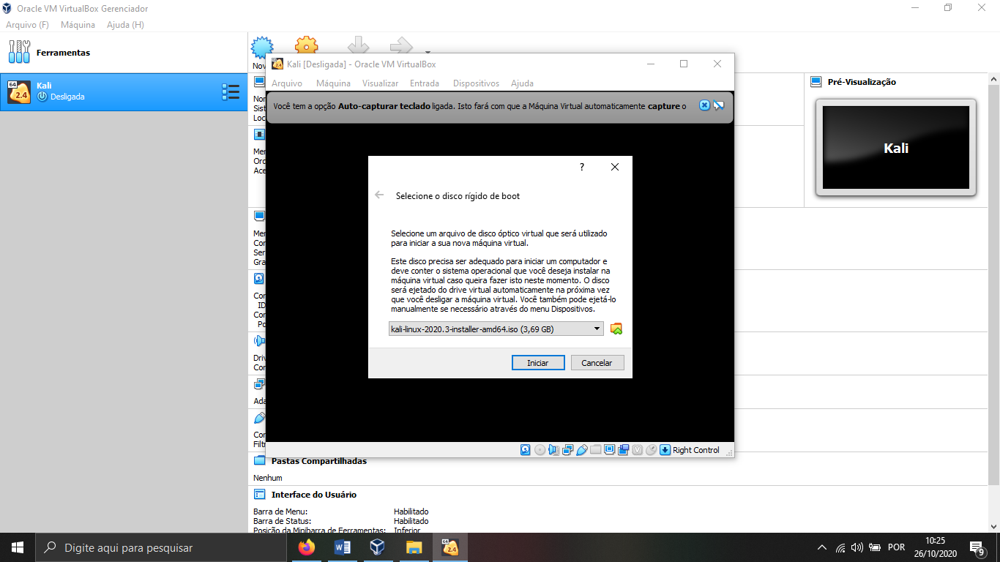 Oracle VM VirtualBox Gerenciador
Arquivo (F) Máquina Ajuda (H)
Ferramentas
64
2.4
Kali
Desligada
Nov
Nor
Sist
Loc
Mer
Ord
Ace
Mer
Cor
Ser
Gra
Cor
ID
Cor
Po
Driv
Cor
Ada
Cor
Filtr
Kali [Desligada] - Oracle VM VirtualBox
Arquivo Máquina Visualizar Entrada Dispositivos Ajuda
Você tem a opção Auto-capturar teclado ligada. Isto fará com que a Máquina Virtual automaticamente capture o
?
Selecione o disco rígido de boot
Selecione um arquivo de disco óptico virtual que será utilizado
para iniciar a sua nova máquina virtual.
Este disco precisa ser adequado para iniciar um computador e
deve conter o sistema operacional que você deseja instalar na
máquina virtual caso queira fazer isto neste momento. O disco
será ejetado do drive virtual automaticamente na próxima vez
que você desligar a máquina virtual. Você também pode ejetá-lo
manualmente se necessário através do menu Dispositivos.
kali-linux-2020.3-installer-amd64.iso (3,69 GB)
Iniciar Cancelar
Right Control
Pré-Visualização
Kali
Pastas Compartilhadas
Nenhum
Interface do Usuário
Barra de Menu: Habilitado
Barra de Status: Habilitado
Posição da Minibarra de Ferramentas: Inferior
Digite aqui para pesquisar
POR
10:25
26/10/2020
9